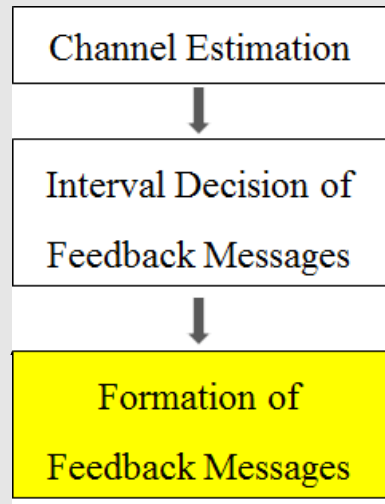 Channel Estimation
Interval Decision of
Feedback Messages
Formation of
Feedback Messages